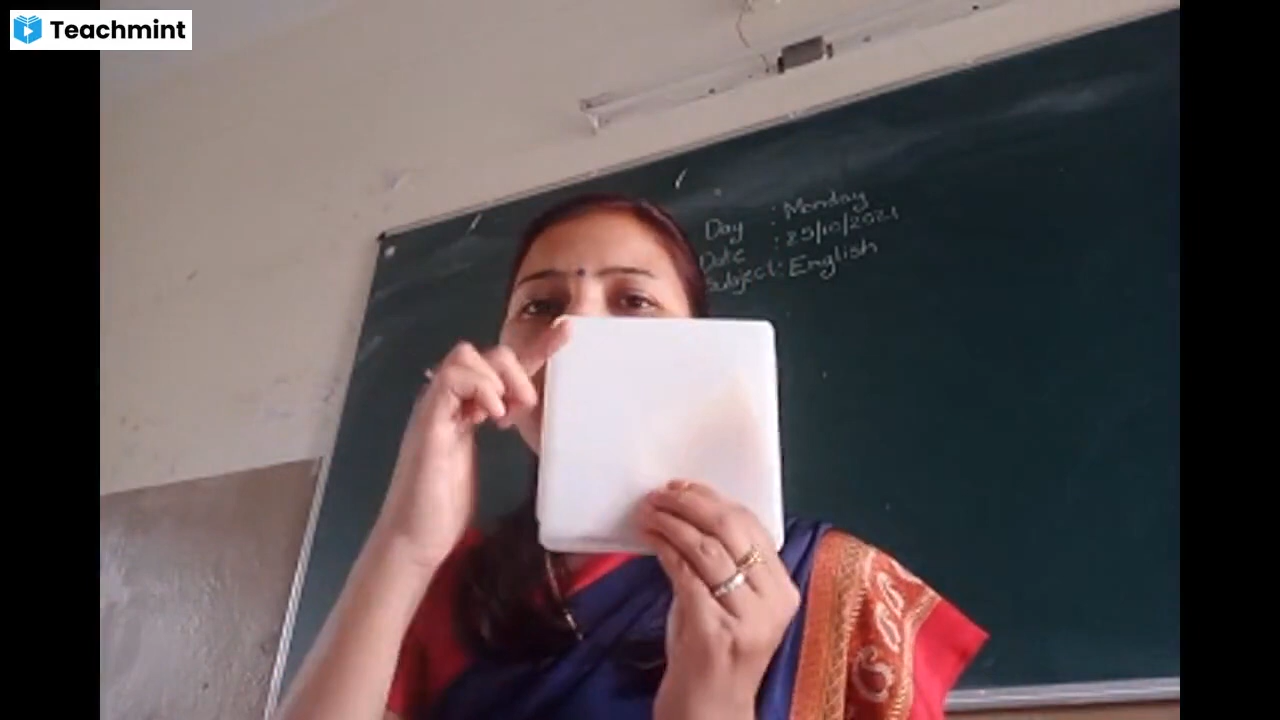 Teachmint
Day : Monday
Date : 25/10/2021
Subject : English